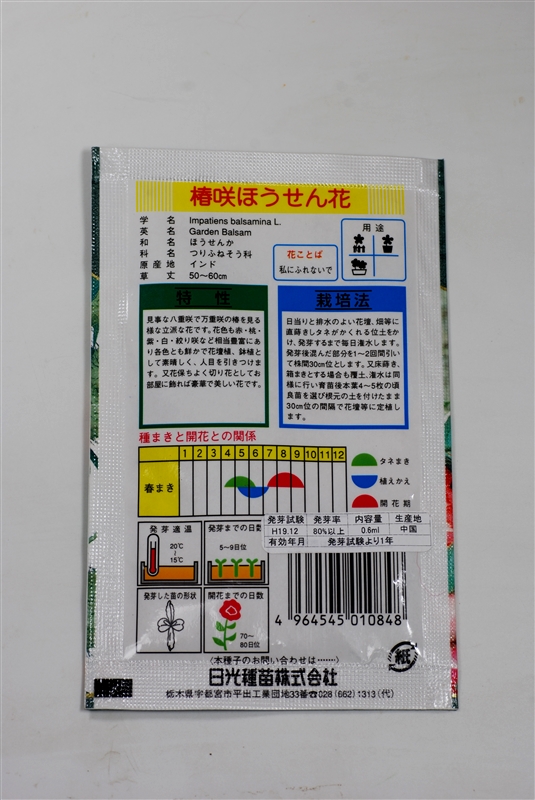 椿咲ほうせん花
学名 Impatiens balsamina L.
英名 Garden Balsam
和名 ほうせんか
科名 つりふねそう科
原産地 インド
草丈 50～60㎝
花ことば
私にふれないで
用途
特性
見事な八重咲で万重咲の椿を見る
様な立派な花です。花色も赤・桃・
紫・白・絞り咲など相当豊富にあ
り各色とも鮮かで花壇植、鉢植と
して素晴しく、人目を引きつけま
す。又花保ちよく切り花としてお
部屋に飾れば豪華で美しい花です。
栽培法
日当りと排水のよい花壇、畑等に
直蒔きしタネがかくれる位土をか
け、発芽するまで毎日潅水します。
発芽後混んだ部分を1～2回間引い
て株間30㎝位とします。又床蒔き、
箱まきとする場合も覆土、潅水は同
様に行い育苗後本葉4～5枚の頃
良苗を選び根元の土を付けたまま
30㎝位の間隔で花壇等に定植し
ます。
種まきと開花との関係
1 2 3 4 5 6 7 8 9 10 11 12
春まき
タネまき
植えかえ
開花期
発芽試験 発芽率 内容量 生産地
H19.12 80%以上 0.6ml 中国
有効年月 発芽試験より1年
発芽適温
20℃
～
15℃
発芽までの日数
5～9日位
発芽した苗の形状
開花までの日数
70～
80日位
4 964545 010848
紙
〈本種子のお問い合わせは……〉
日光種苗株式会社
栃木県宇都宮市平出工業団地33番☎028(662)1313(代)